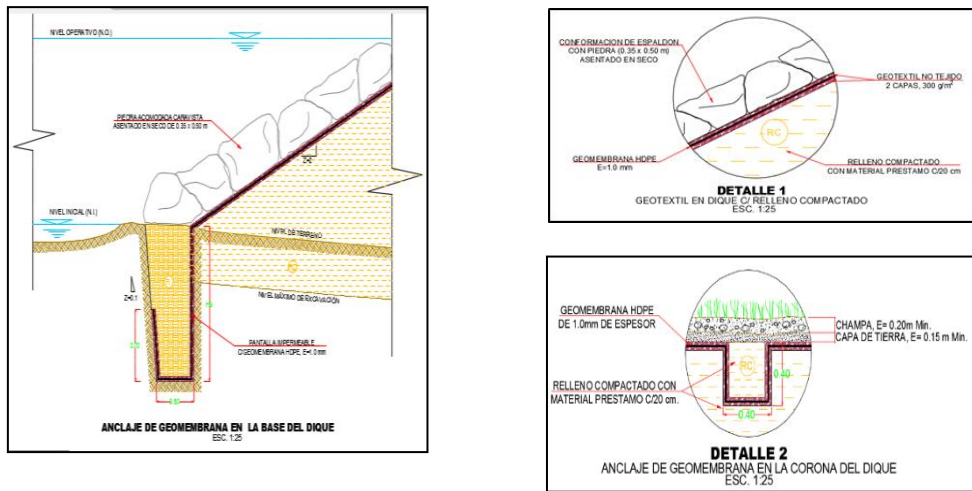 NIVEL OPERATIVO (N.O.)
PIEDRA ACOMODADA CARAVISTA
ASENTADO EN SECO DE 0.35 x 0.50 m
Z=2
NIVEL INICIAL (N.I.)
NIVEL DE TERRENO
Z=0.1
NIVEL MÁXIMO DE EXCAVACIÓN
PANTALLA IMPERMEABLE
C/GEOMEMBRANA HDPE, E=1.0 mm
ANCLAJE DE GEOMEMBRANA EN LA BASE DEL DIQUE
ESC. 1:25
CONFORMACION DE ESPALDON
CON PIEDRA (0.35 x 0.50 m)
ASENTADO EN SECO
GEOTEXTIL NO TEJIDO
2 CAPAS, 300 g/m²
RC
GEOMEMBRANA HDPE
E=1.0 mm
RELLENO COMPACTADO
CON MATERIAL PRESTAMO C/20 cm
DETALLE 1
GEOTEXTIL EN DIQUE C/ RELLENO COMPACTADO
ESC. 1:25
GEOMEMBRANA HDPE
DE 1.0mm DE ESPESOR
CHAMPA, E= 0.20m Min.
CAPA DE TIERRA, E= 0.15 m Min.
RC
0.40
RELLENO COMPACTADO CON
MATERIAL PRESTAMO C/20 cm.
0.40
DETALLE 2
ANCLAJE DE GEOMEMBRANA EN LA CORONA DEL DIQUE
ESC. 1:25